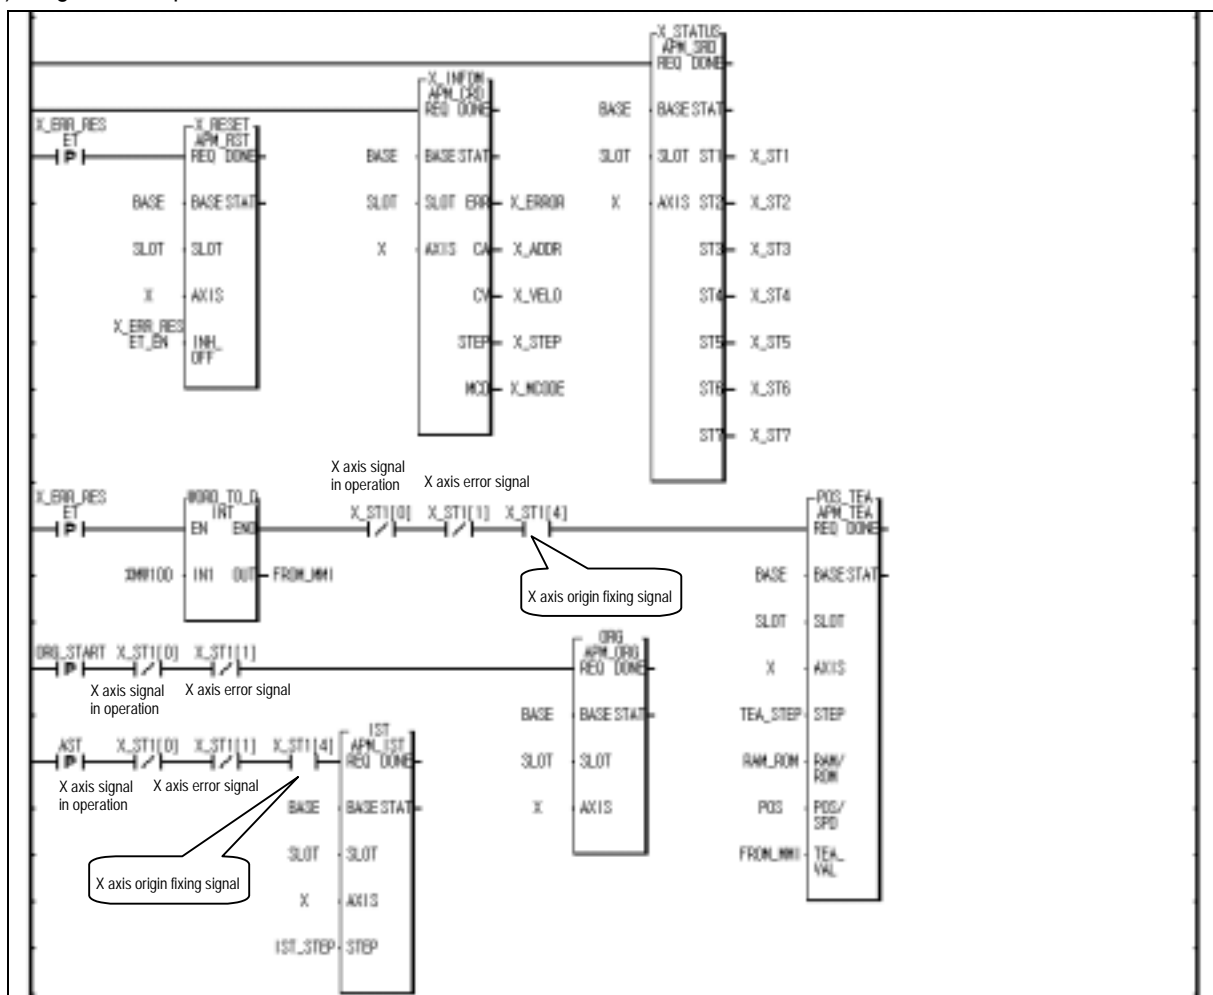 X_STATUS
APM_SRD
REQ DONE
BASE BASE STAT
SLOT SLOT ST1 X_ST1
X AXIS ST2 X_ST2
ST3 X_ST3
ST4 X_ST4
ST5 X_ST5
ST6 X_ST6
ST7 X_ST7
X_INFOM
APM_CRD
REQ DONE
BASE BASE STAT
SLOT SLOT ERR X_ERROR
X AXIS CA X_ADDR
CV X_VELO
STEP X_STEP
MCD X_MCODE
X_ERR_RES
ET
P
X_RESET
APM_RST
REQ DONE
BASE BASE STAT
SLOT SLOT
X AXIS
X_ERR_RES
ET_EN
INH_
OFF
X_ERR_RES
ET
P
WORD_TO_D
INT
EN ENO
%MW100 IN1 OUT FROM_MMI
X axis signal
in operation
X axis error signal
X_ST1[0] X_ST1[1] X_ST1[4]
X axis origin fixing signal
POS_TEA
APM_TEA
REQ DONE
BASE BASE STAT
SLOT SLOT
X AXIS
TEA_STEP STEP
RAM_ROM RAM/
ROM
POS POS/
SPD
FROM_MMI TEA_
VAL
ORG_START X_ST1[0] X_ST1[1]
P
X axis signal
in operation
X axis error signal
ORG
APM_ORG
REQ DONE
BASE BASE STAT
SLOT SLOT
X AXIS
AST X_ST1[0] X_ST1[1] X_ST1[4]
P
X axis signal
in operation
X axis error signal
X axis origin fixing signal
IST
APM_IST
REQ DONE
BASE BASE STAT
SLOT SLOT
X AXIS
IST_STEP STEP